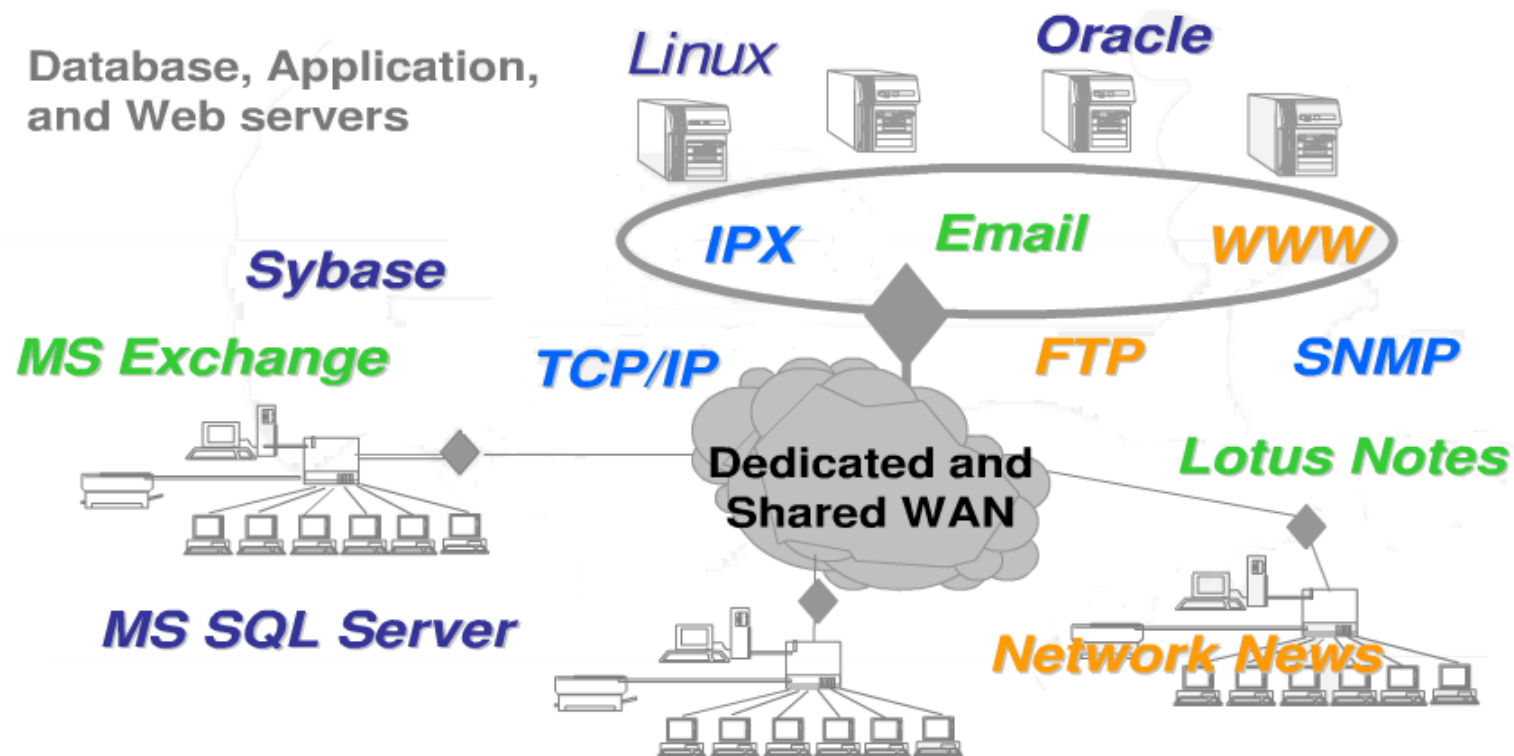 Database, Application,
and Web servers
Linux
Oracle
IPX
Email
WWW
Sybase
MS Exchange
TCP/IP
FTP
SNMP
Dedicated and
Shared WAN
Lotus Notes
MS SQL Server
Network News